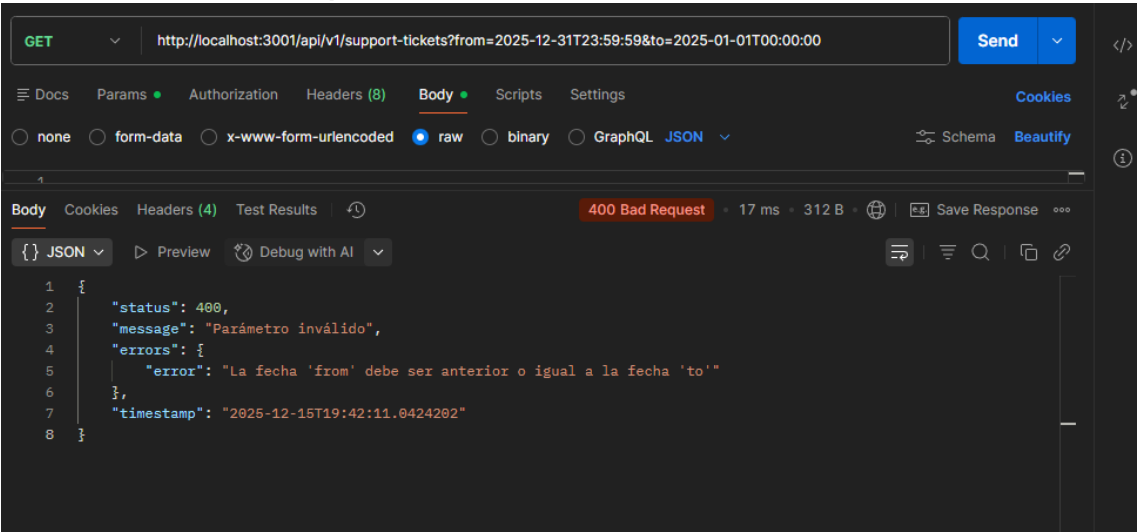 GET http://localhost:3001/api/v1/support-tickets?from=2025-12-31T23:59:59&to=2025-01-01T00:00:00 Send
Docs Params Authorization Headers (8) Body Scripts Settings Cookies
none form-data x-www-form-urlencoded raw binary GraphQL JSON Schema Beautify
1
Body Cookies Headers (4) Test Results 400 Bad Request 17 ms 312 B e.g. Save Response
{} JSON Preview Debug with AI
1 {
2 "status": 400,
3 "message": "Parámetro inválido",
4 "errors": {
5 "error": "La fecha 'from' debe ser anterior o igual a la fecha 'to'"
6 },
7 "timestamp": "2025-12-15T19:42:11.0424202"
8 }